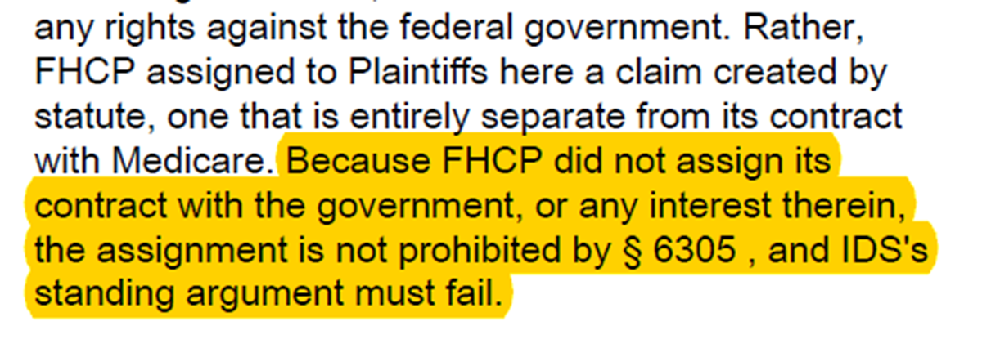 any rights against the federal government. Rather,
FHCP assigned to Plaintiffs here a claim created by
statute, one that is entirely separate from its contract
with Medicare. Because FHCP did not assign its
contract with the government, or any interest therein,
the assignment is not prohibited by § 6305 , and IDS's
standing argument must fail.